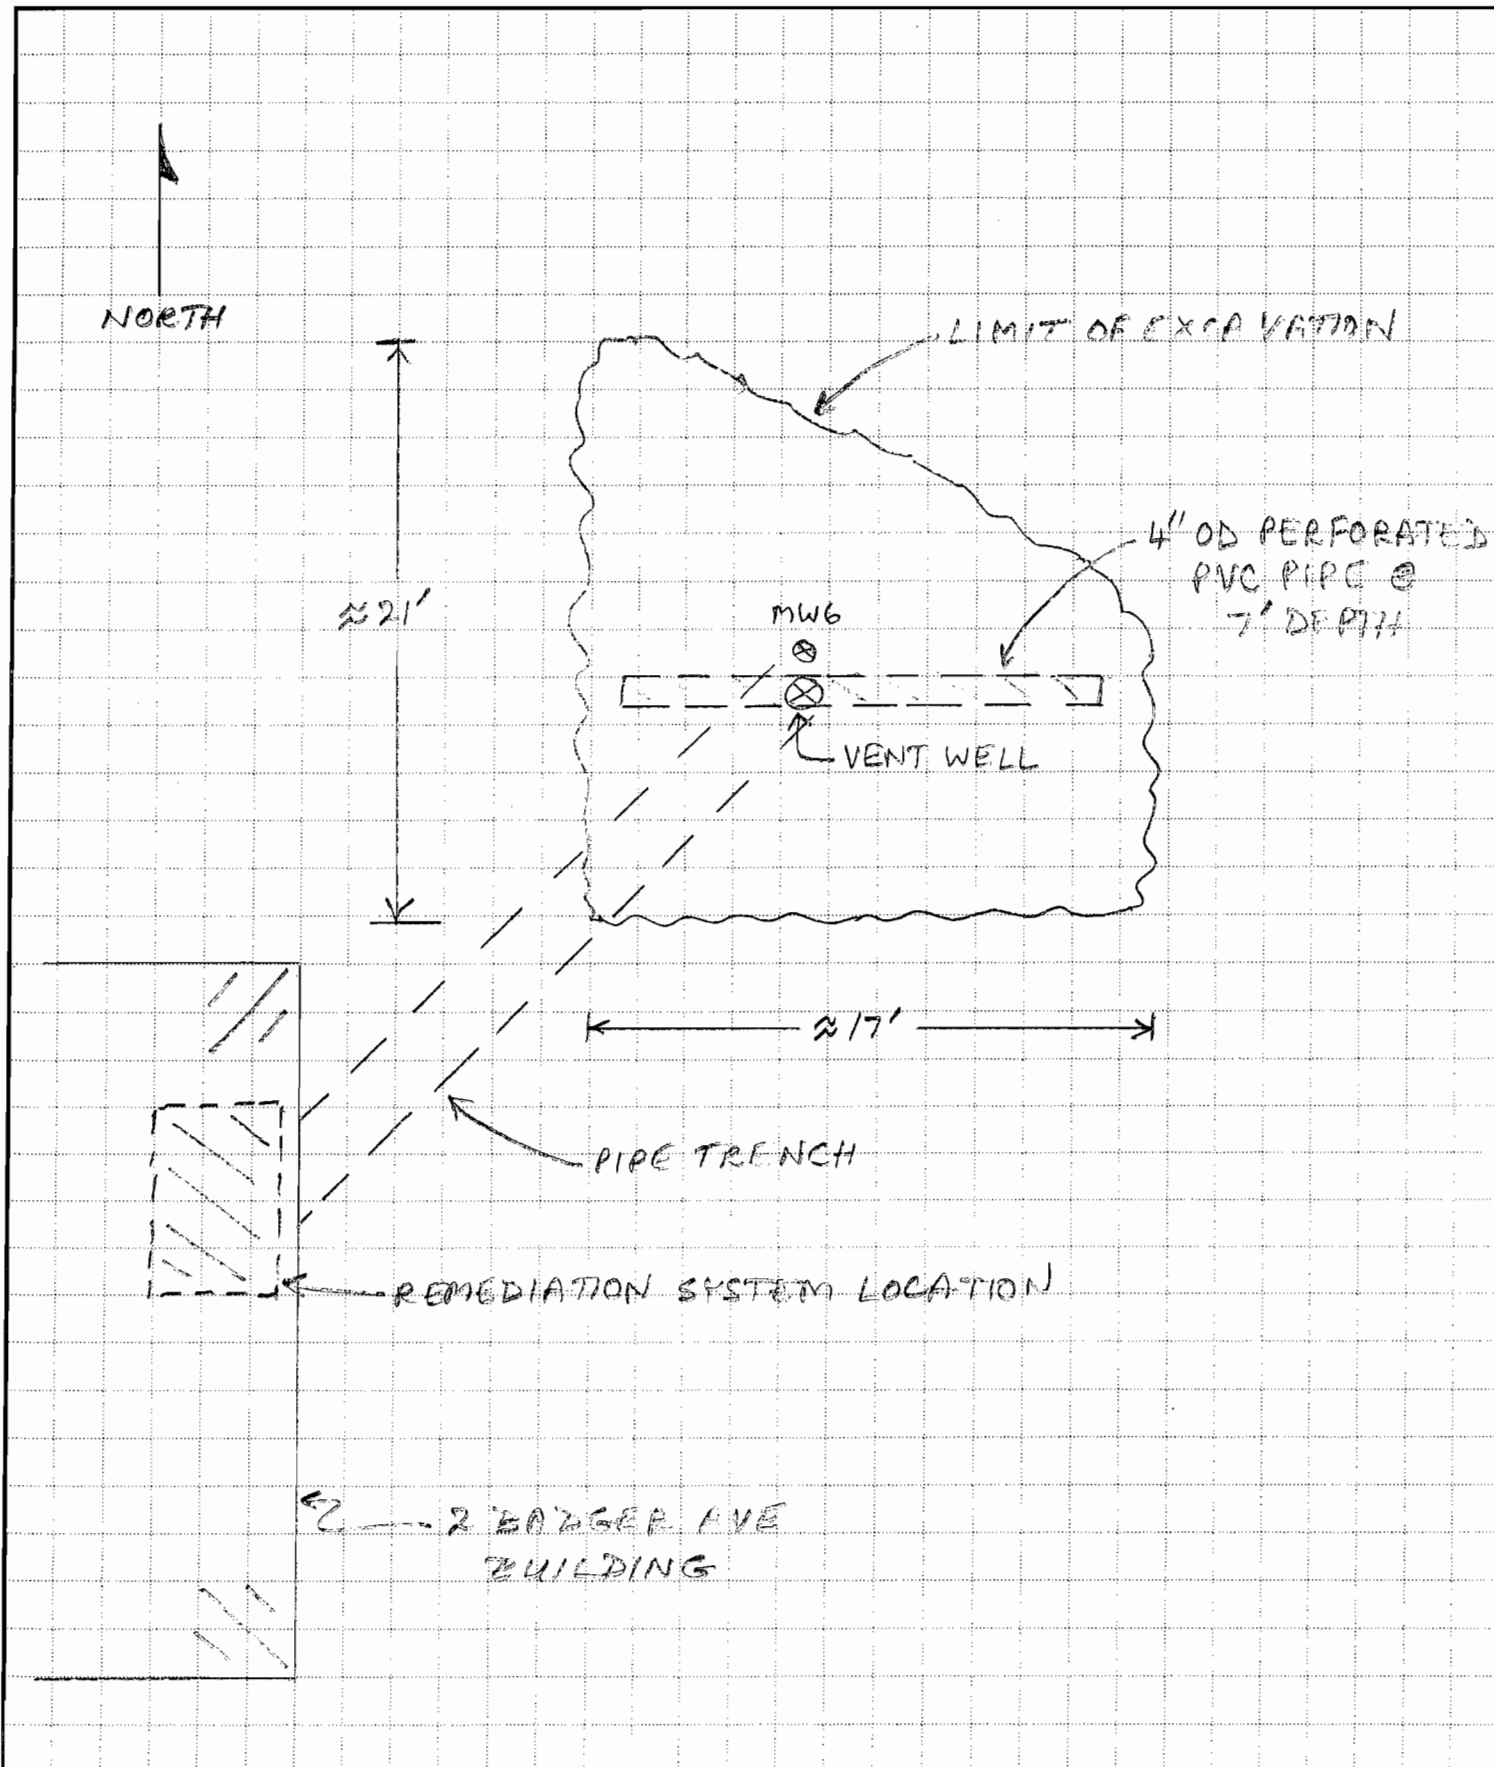 NORTH
LIMIT OF EXCAVATION
4" OD PERFORATED
PVC PIPE @
7' DEPTH
≈21'
MW6
VENT WELL
≈17'
PIPE TRENCH
REMEDIATION SYSTEM LOCATION
2 BADGER AVE
BUILDING